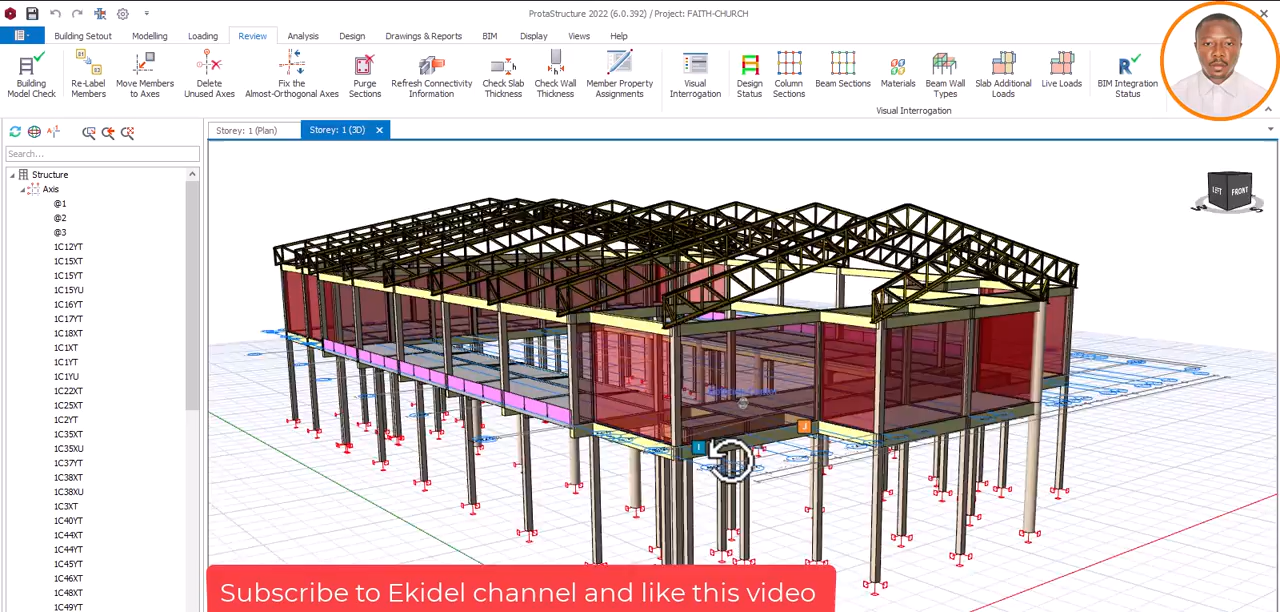 ProtaStructure 2022 (6.0.392) / Project: FAITH-CHURCH
Building Setout Modelling Loading Review Analysis Design Drawings & Reports BIM Display Views Help
Building Model Check
Re-Label Members
Move Members to Axes
Delete Unused Axes
Fix the Almost-Orthogonal Axes
Purge Sections
Refresh Connectivity Information
Check Slab Thickness
Check Wall Thickness
Member Property Assignments
Visual Interrogation
Design Status
Column Sections
Beam Sections
Materials
Beam Wall Types
Slab Additional Loads
Live Loads
BIM Integration Status
Visual Interrogation
Storey: 1 (Plan)
Storey: 1 (3D)
Search...
Structure
Axis
@1
@2
@3
1C12YT
1C15XT
1C15YT
1C15YU
1C16YT
1C17YT
1C18XT
1C1XT
1C1YT
1C1YU
1C22XT
1C25XT
1C2YT
1C35XT
1C35XU
1C37YT
1C38XT
1C38XU
1C3XT
1C40YT
1C44XT
1C44YT
1C45YT
1C46XT
1C48XT
1C49YT
LEFT FRONT
Subscribe to Ekidel channel and like this video